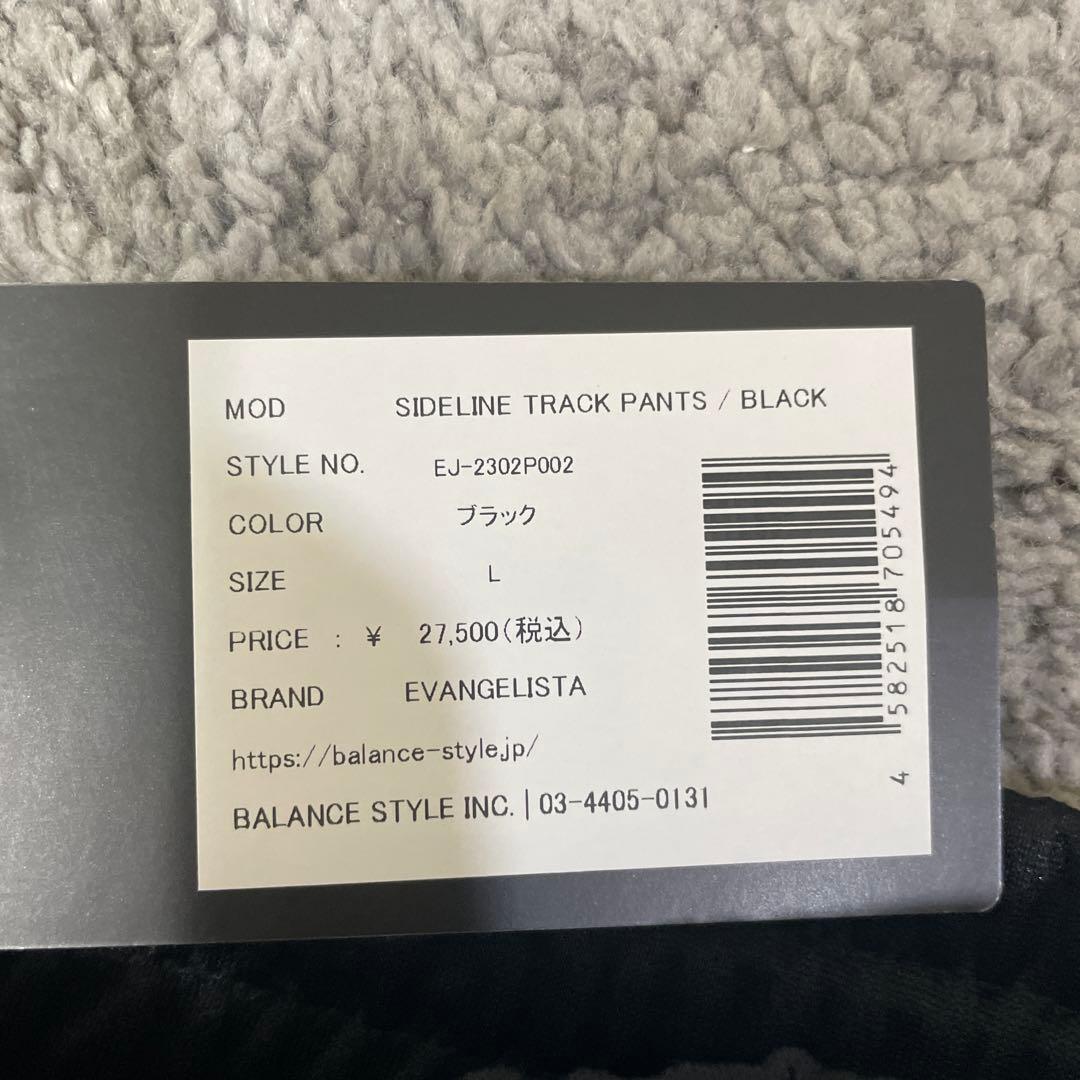 MOD SIDELINE TRACK PANTS / BLACK
STYLE NO. EJ-2302P002
COLOR ブラック
SIZE L
PRICE : ¥ 27,500(税込)
BRAND EVANGELISTA
https://balance-style.jp/
BALANCE STYLE INC. | 03-4405-0131
4 582518 705494